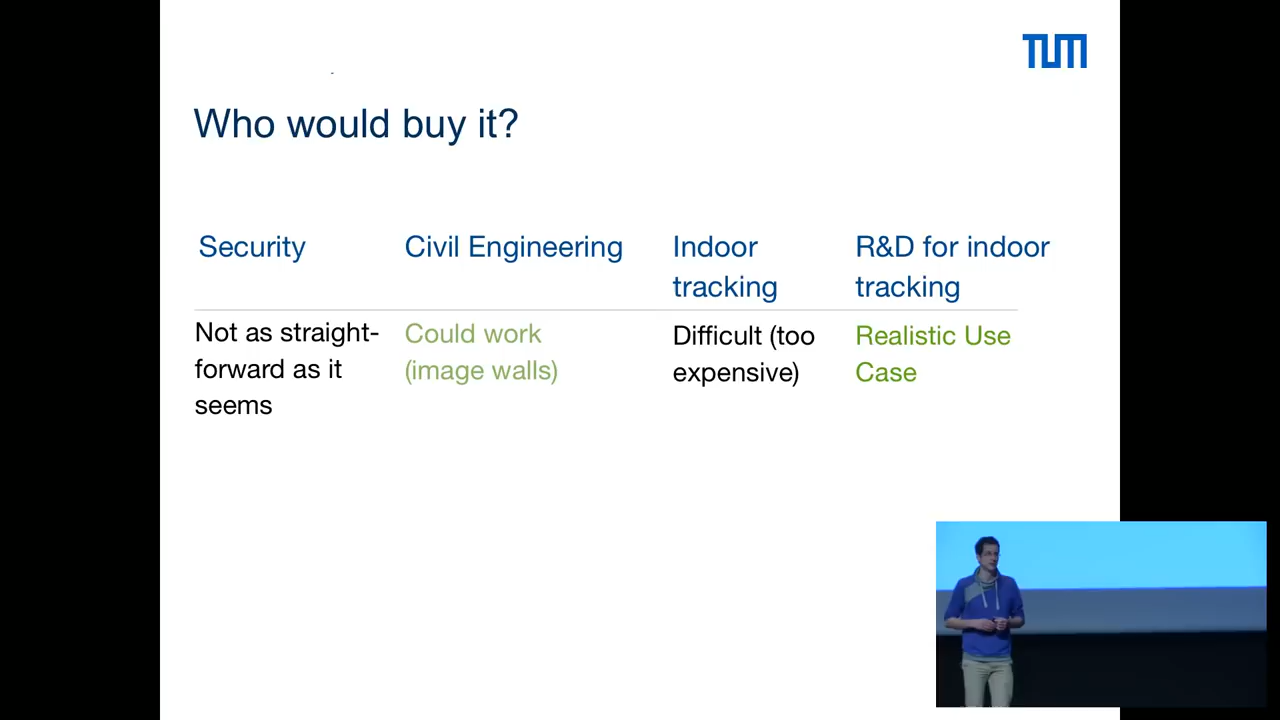 TUM
Who would buy it?
Security
Civil Engineering
Indoor
tracking
R&D for indoor
tracking
Not as straight-
forward as it
seems
Could work
(image walls)
Difficult (too
expensive)
Realistic Use
Case